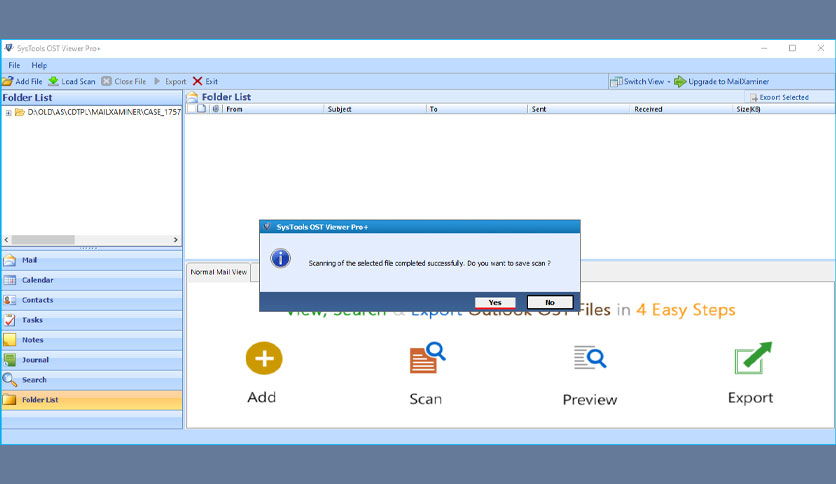 SysTools OST Viewer Pro+
File Help
Add File Load Scan Close File Export Exit Switch View Upgrade to MailXaminer
Folder List
D:\OLD\AS\CDTPL\MAILXAMINER\CASE_1757
Folder List Export Selected
From Subject To Sent Received Size(KB)
SysTools OST Viewer Pro+
Scanning of the selected file completed successfully. Do you want to save scan ?
Yes No
Mail
Calendar
Contacts
Tasks
Notes
Journal
Search
Folder List
Normal Mail View
View, Search & Export Outlook OST Files in 4 Easy Steps
Add Scan Preview Export